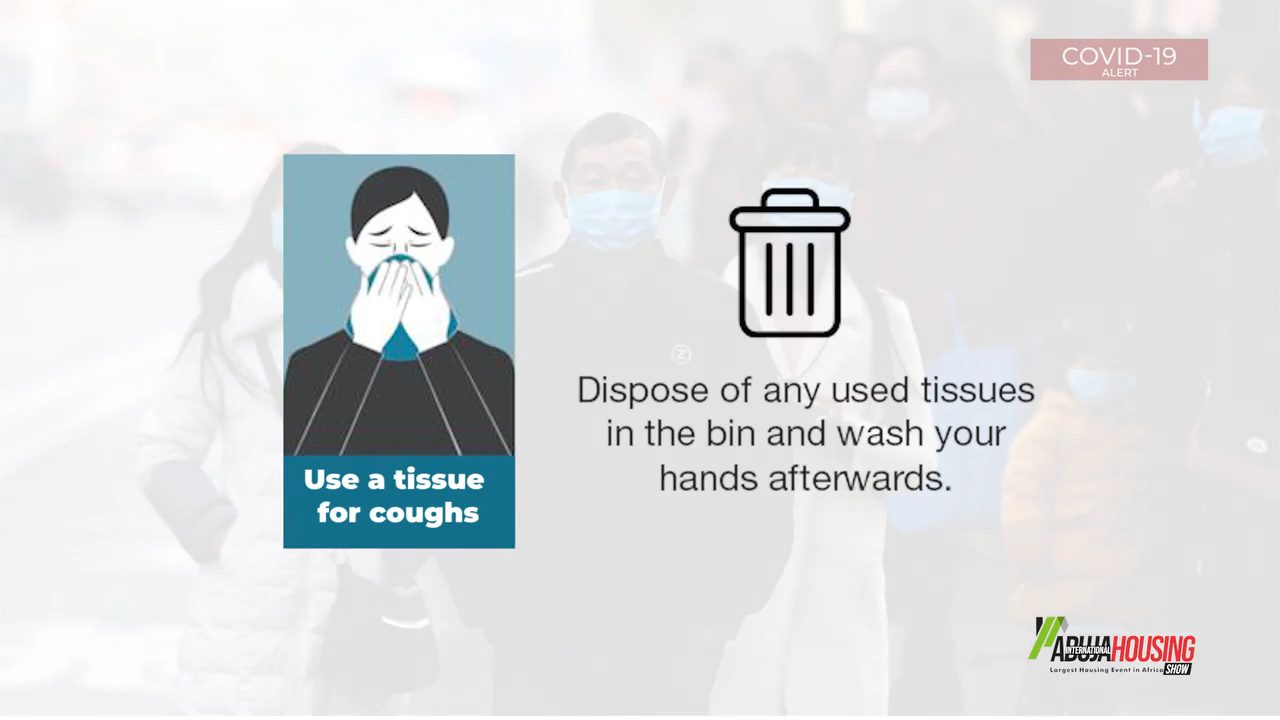 COVID-19
ALERT
Use a tissue
for coughs
Dispose of any used tissues
in the bin and wash your
hands afterwards.
ABUJA HOUSING
INTERNATIONAL
Largest Housing Event in Africa SHOW